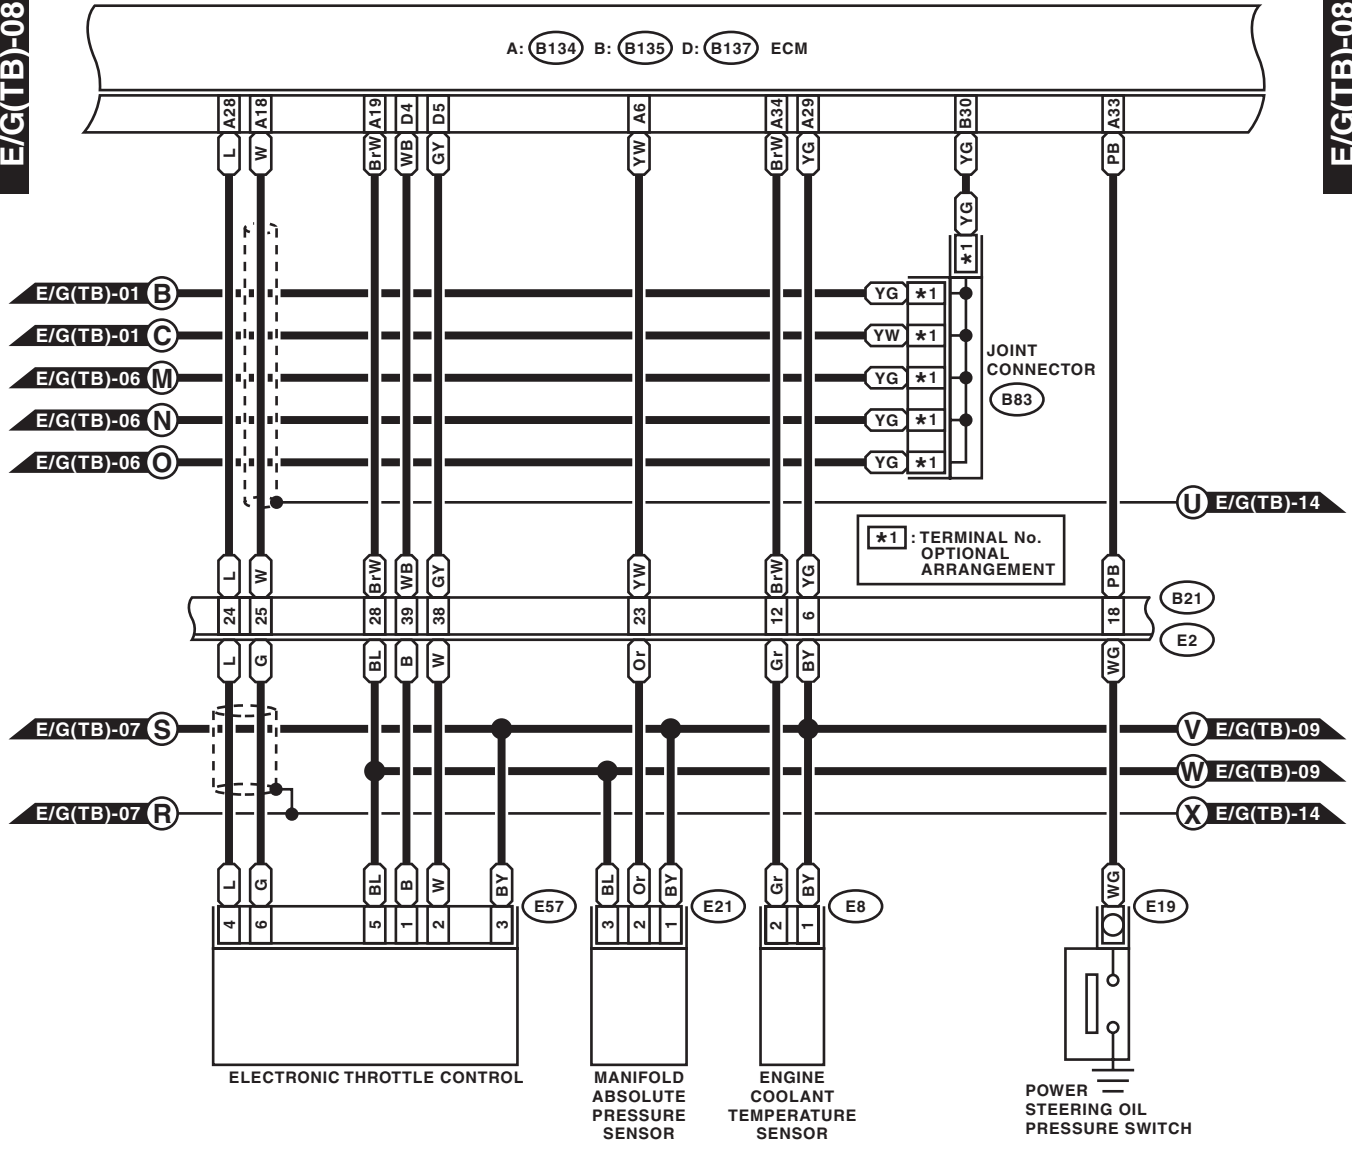 E/G(TB)-08
E/G(TB)-08
A: B134 B: B135 D: B137 ECM
A28 A18 A19 D4 D5 A6 A34 A29 B30 A33
L W BrW WB GY YW BrW YG YG PB
YG
*1
E/G(TB)-01 B YG *1
E/G(TB)-01 C YW *1
JOINT
CONNECTOR
B83
E/G(TB)-06 M YG *1
E/G(TB)-06 N YG *1
E/G(TB)-06 O YG *1
U E/G(TB)-14
*1 : TERMINAL No.
OPTIONAL
ARRANGEMENT
L W BrW WB GY YW BrW YG PB
24 25 28 39 38 23 12 6 18
B21
E2
L G BL B W Or Gr BY WG
E/G(TB)-07 S V E/G(TB)-09
W E/G(TB)-09
E/G(TB)-07 R X E/G(TB)-14
L G BL B W BY BL Or BY Gr BY WG
E57 E21 E8 E19
4 6 5 1 2 3 3 2 1 2 1
ELECTRONIC THROTTLE CONTROL
MANIFOLD
ABSOLUTE
PRESSURE
SENSOR
ENGINE
COOLANT
TEMPERATURE
SENSOR
POWER
STEERING OIL
PRESSURE SWITCH